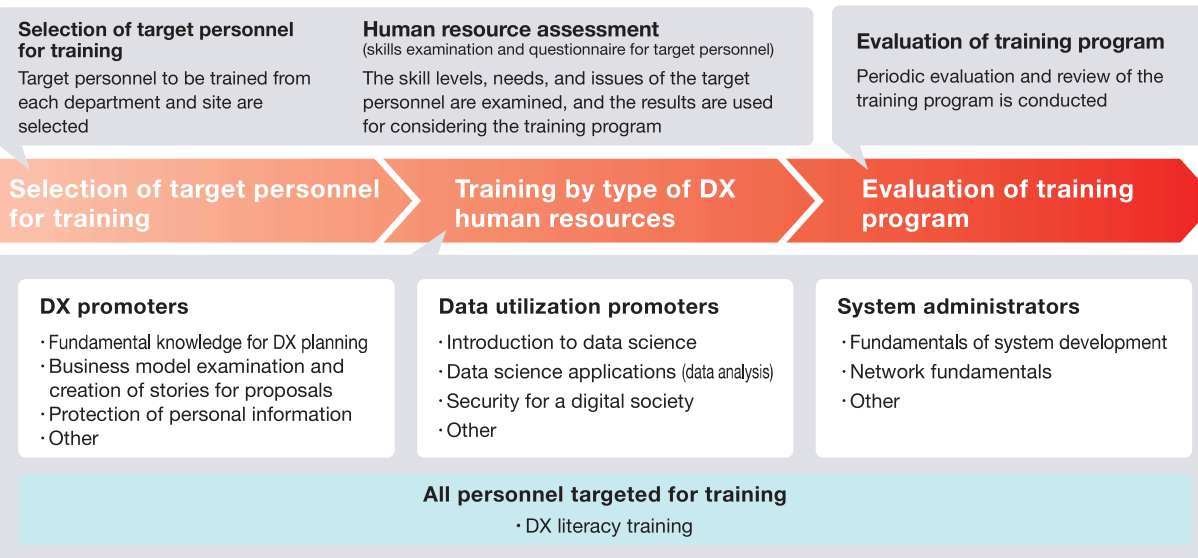 Selection of target personnel
for training
Target personnel to be trained from
each department and site are
selected
Human resource assessment
(skills examination and questionnaire for target personnel)
The skill levels, needs, and issues of the target
personnel are examined, and the results are used
for considering the training program
Evaluation of training program
Periodic evaluation and review of the
training program is conducted
Selection of target personnel
for training
Training by type of DX
human resources
Evaluation of training
program
DX promoters
・Fundamental knowledge for DX planning
・Business model examination and
creation of stories for proposals
・Protection of personal information
・Other
Data utilization promoters
・Introduction to data science
・Data science applications (data analysis)
・Security for a digital society
・Other
System administrators
・Fundamentals of system development
・Network fundamentals
・Other
All personnel targeted for training
・DX literacy training